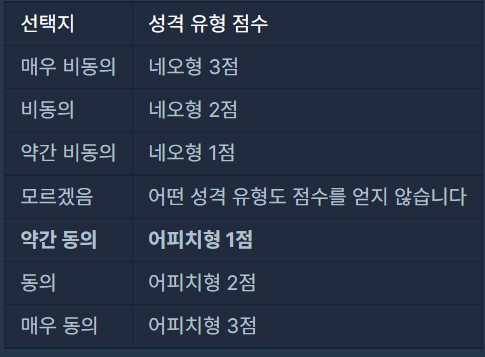 선택지 성격 유형 점수
매우 비동의 네오형 3점
비동의 네오형 2점
약간 비동의 네오형 1점
모르겠음 어떤 성격 유형도 점수를 얻지 않습니다
약간 동의 어피치형 1점
동의 어피치형 2점
매우 동의 어피치형 3점